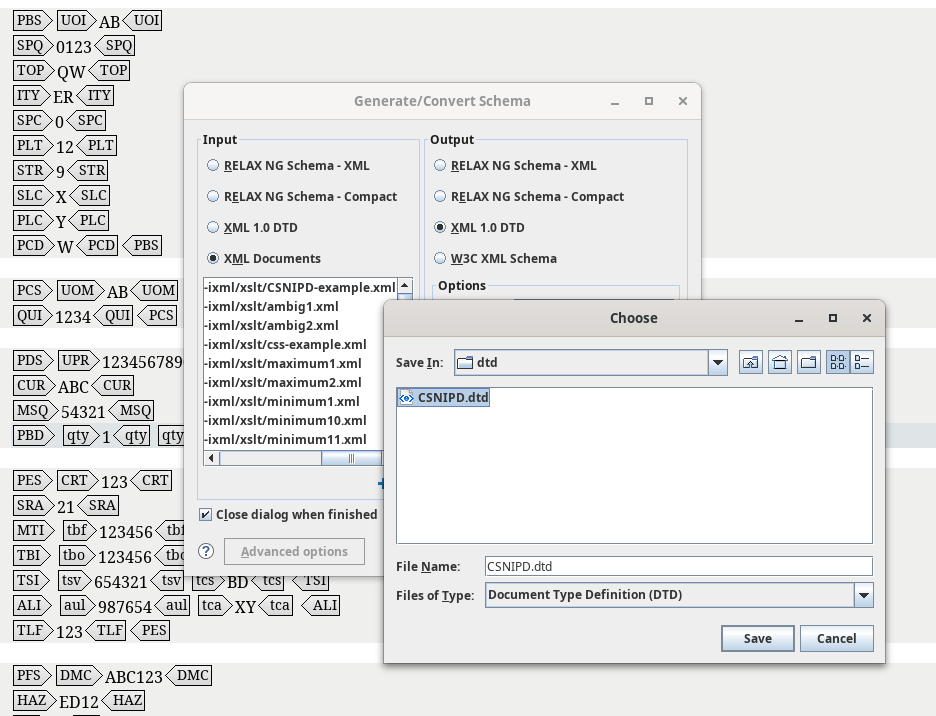 PBS UOI AB UOI
SPQ 0123 SPQ
TOP QW TOP
ITY ER ITY
SPC 0 SPC
PLT 12 PLT
STR 9 STR
SLC X SLC
PLC Y PLC
PCD W PCD PBS
PCS UOM AB UOM
QUI 1234 QUI PCS
PDS UPR 123456789
CUR ABC CUR
MSQ 54321 MSQ
PBD qty 1 qty qty
PES CRT 123 CRT
SRA 21 SRA
MTI tbf 123456 tbf
TBI tbo 123456 tbo
TSI tsv 654321 tsv tcs BD tcs TSI
ALI aul 987654 aul tca XY tca ALI
TLF 123 TLF PES
PFS DMC ABC123 DMC
HAZ ED12 HAZ
Generate/Convert Schema
Input
RELAX NG Schema - XML
RELAX NG Schema - Compact
XML 1.0 DTD
XML Documents
-ixml/xslt/CSNIPD-example.xml
-ixml/xslt/ambig1.xml
-ixml/xslt/ambig2.xml
-ixml/xslt/css-example.xml
-ixml/xslt/maximum1.xml
-ixml/xslt/maximum2.xml
-ixml/xslt/minimum1.xml
-ixml/xslt/minimum10.xml
-ixml/xslt/minimum11.xml
Close dialog when finished
? Advanced options
Output
RELAX NG Schema - XML
RELAX NG Schema - Compact
XML 1.0 DTD
W3C XML Schema
Options
Choose
Save In: dtd
CSNIPD.dtd
File Name: CSNIPD.dtd
Files of Type: Document Type Definition (DTD)
Save Cancel